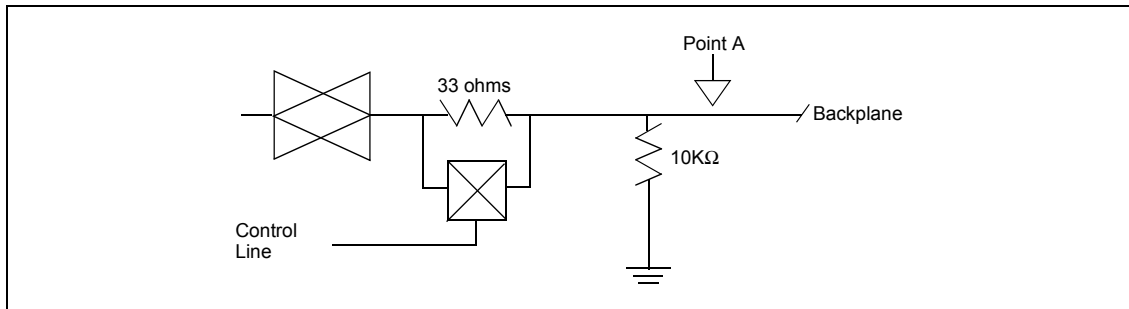 Point A
33 ohms
Backplane
10KΩ
Control
Line